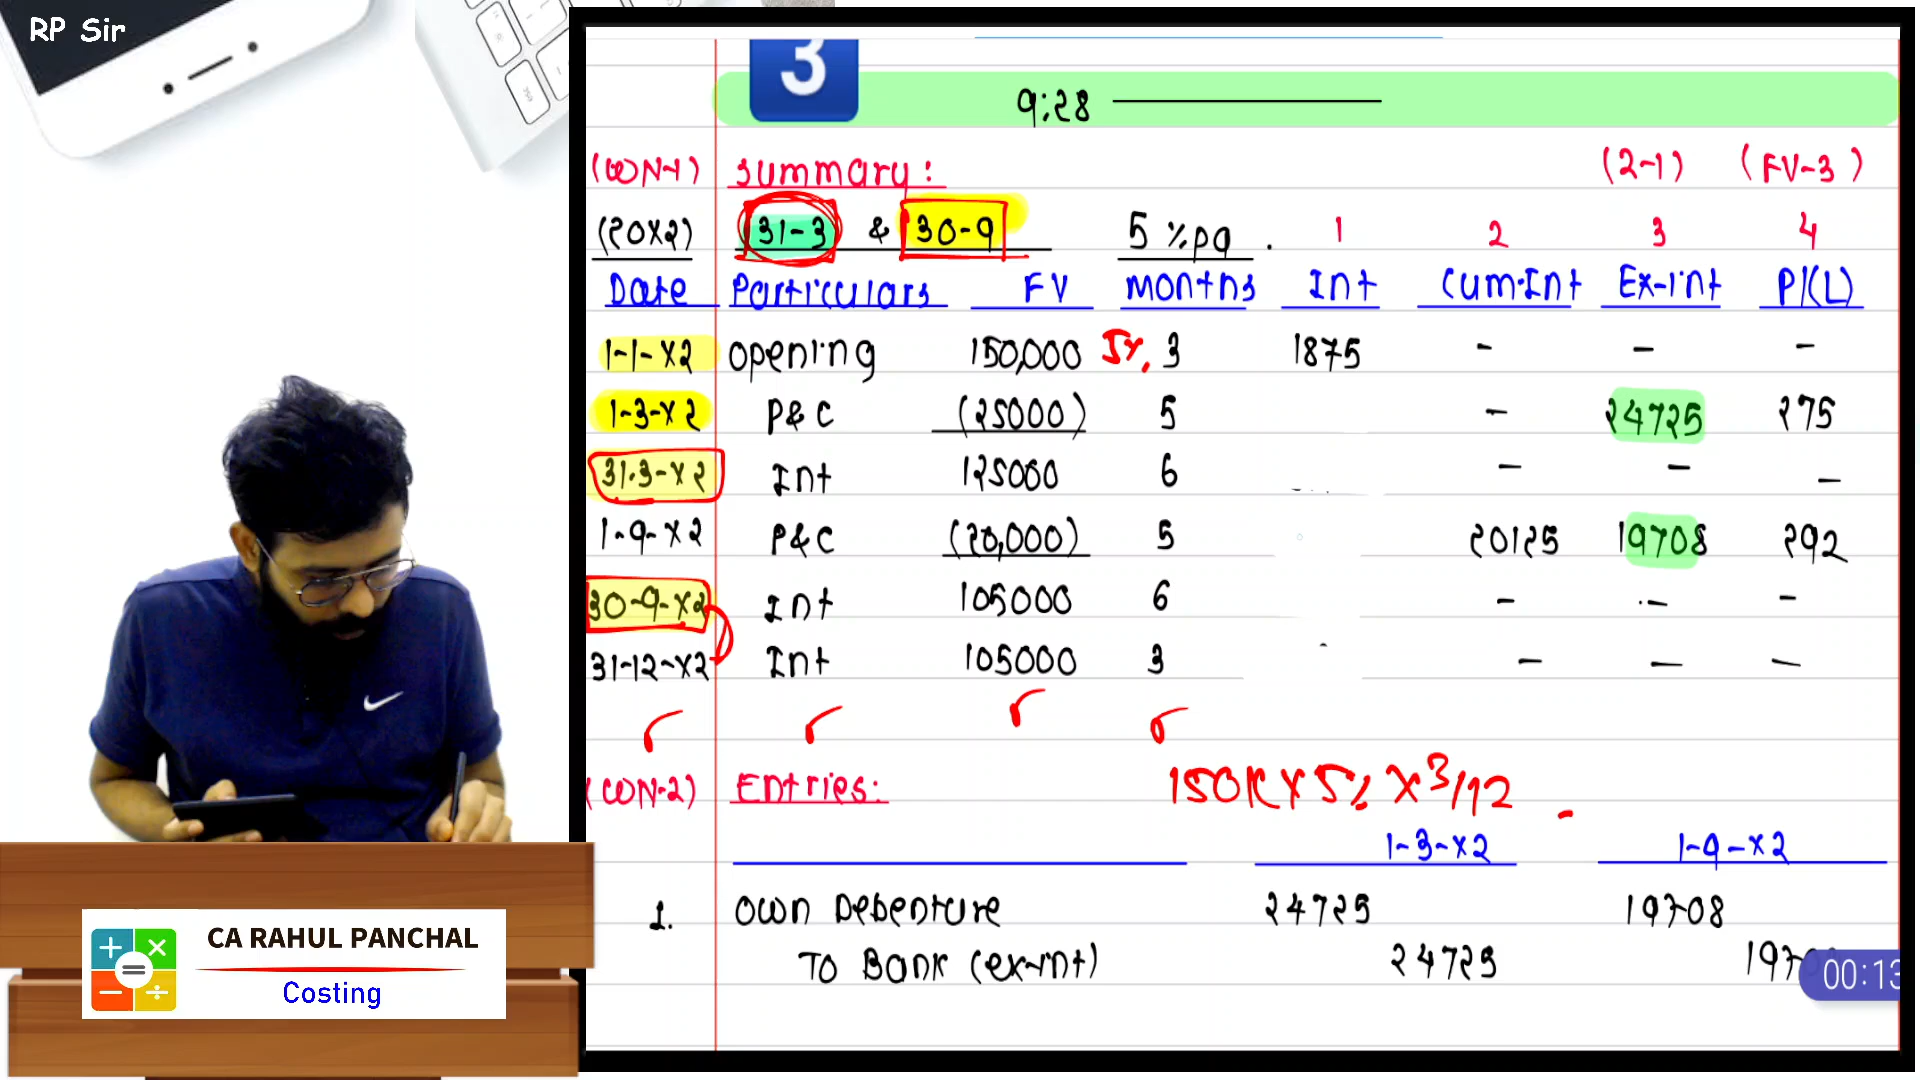 RP Sir
3
9:28
(CON-1) Summary: (2-1) (FV-3)
(20X2) 31-3 & 30-9 5%pa. 1 2 3 4
Date Particulars FV months Int Cum.Int Ex-int P/(L)
1-1-X2 opening 150,000 5%. 3 1875 - - -
1-3-X2 P&C (25000) 5 - 24725 275
31.3-X2 Int 125000 6 - - -
1-9-X2 P&C (20,000) 5 20125 19708 292
30-9-X2 Int 105000 6 - - -
31-12-X2 Int 105000 3 - - -
150K X 5% X 3/12
(CON-2) Entries:
1-3-X2 1-9-X2
1. Own Debenture 24725 19708
To Bank (ex-int) 24725
00:13
CA RAHUL PANCHAL
Costing